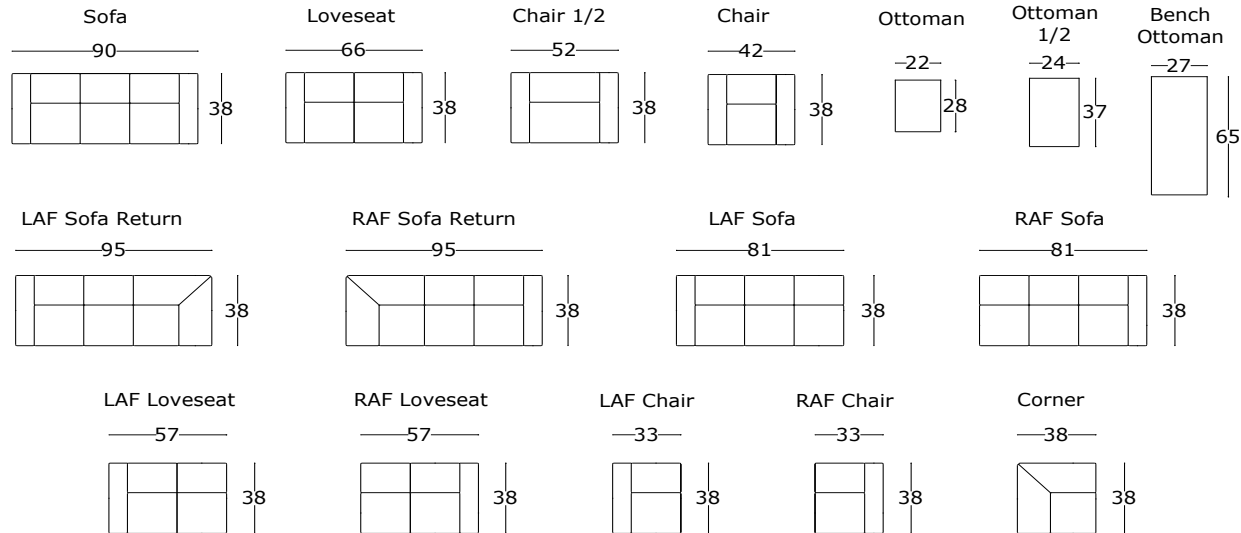 Sofa
90
38
Loveseat
66
38
Chair 1/2
52
38
Chair
42
38
Ottoman
22
28
Ottoman
1/2
24
37
Bench
Ottoman
27
65
LAF Sofa Return
95
38
RAF Sofa Return
95
38
LAF Sofa
81
38
RAF Sofa
81
38
LAF Loveseat
57
38
RAF Loveseat
57
38
LAF Chair
33
38
RAF Chair
33
38
Corner
38
38